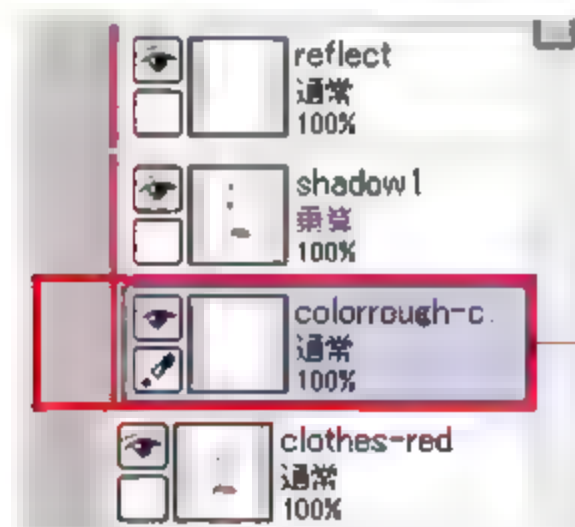 reflect
通常
100%
shadow1
乗算
100%
colorrough-c.
通常
100%
clothes-red
通常
100%